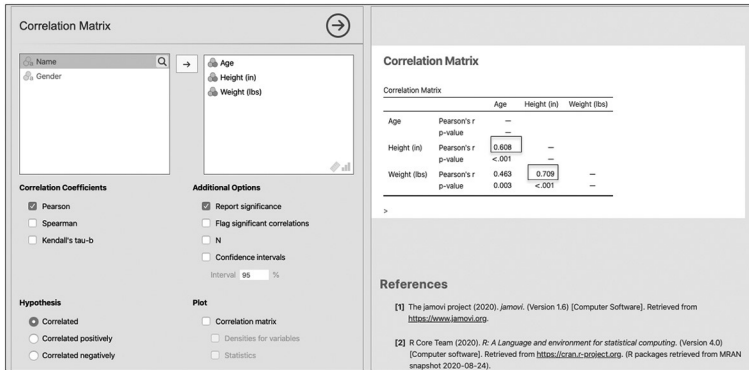 Correlation Matrix
Name
Gender
Age
Height (in)
Weight (lbs)
Correlation Coefficients
Pearson
Spearman
Kendall's tau-b
Additional Options
Report significance
Flag significant correlations
N
Confidence intervals
Interval 95 %
Hypothesis
Correlated
Correlated positively
Correlated negatively
Plot
Correlation matrix
Densities for variables
Statistics
Correlation Matrix
Correlation Matrix
Age Height (in) Weight (lbs)
Age Pearson's r —
p-value —
Height (in) Pearson's r 0.608 —
p-value <.001 —
Weight (lbs) Pearson's r 0.463 0.709 —
p-value 0.003 <.001 —
>
References
[1] The jamovi project (2020). jamovi. (Version 1.6) [Computer Software]. Retrieved from
https://www.jamovi.org.
[2] R Core Team (2020). R: A Language and environment for statistical computing. (Version 4.0)
[Computer software]. Retrieved from https://cran.r-project.org. (R packages retrieved from MRAN
snapshot 2020-08-24).